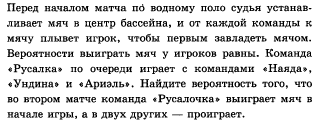 Перед началом матча по водному поло судья устанав-
ливает мяч в центр бассейна, и от каждой команды к
мячу плывет игрок, чтобы первым завладеть мячом.
Вероятности выиграть мяч у игроков равны. Команда
«Русалка» по очереди играет с командами «Наяда»,
«Ундина» и «Ариэль». Найдите вероятность того, что
во втором матче команда «Русалочка» выиграет мяч в
начале игры, а в двух других — проиграет.